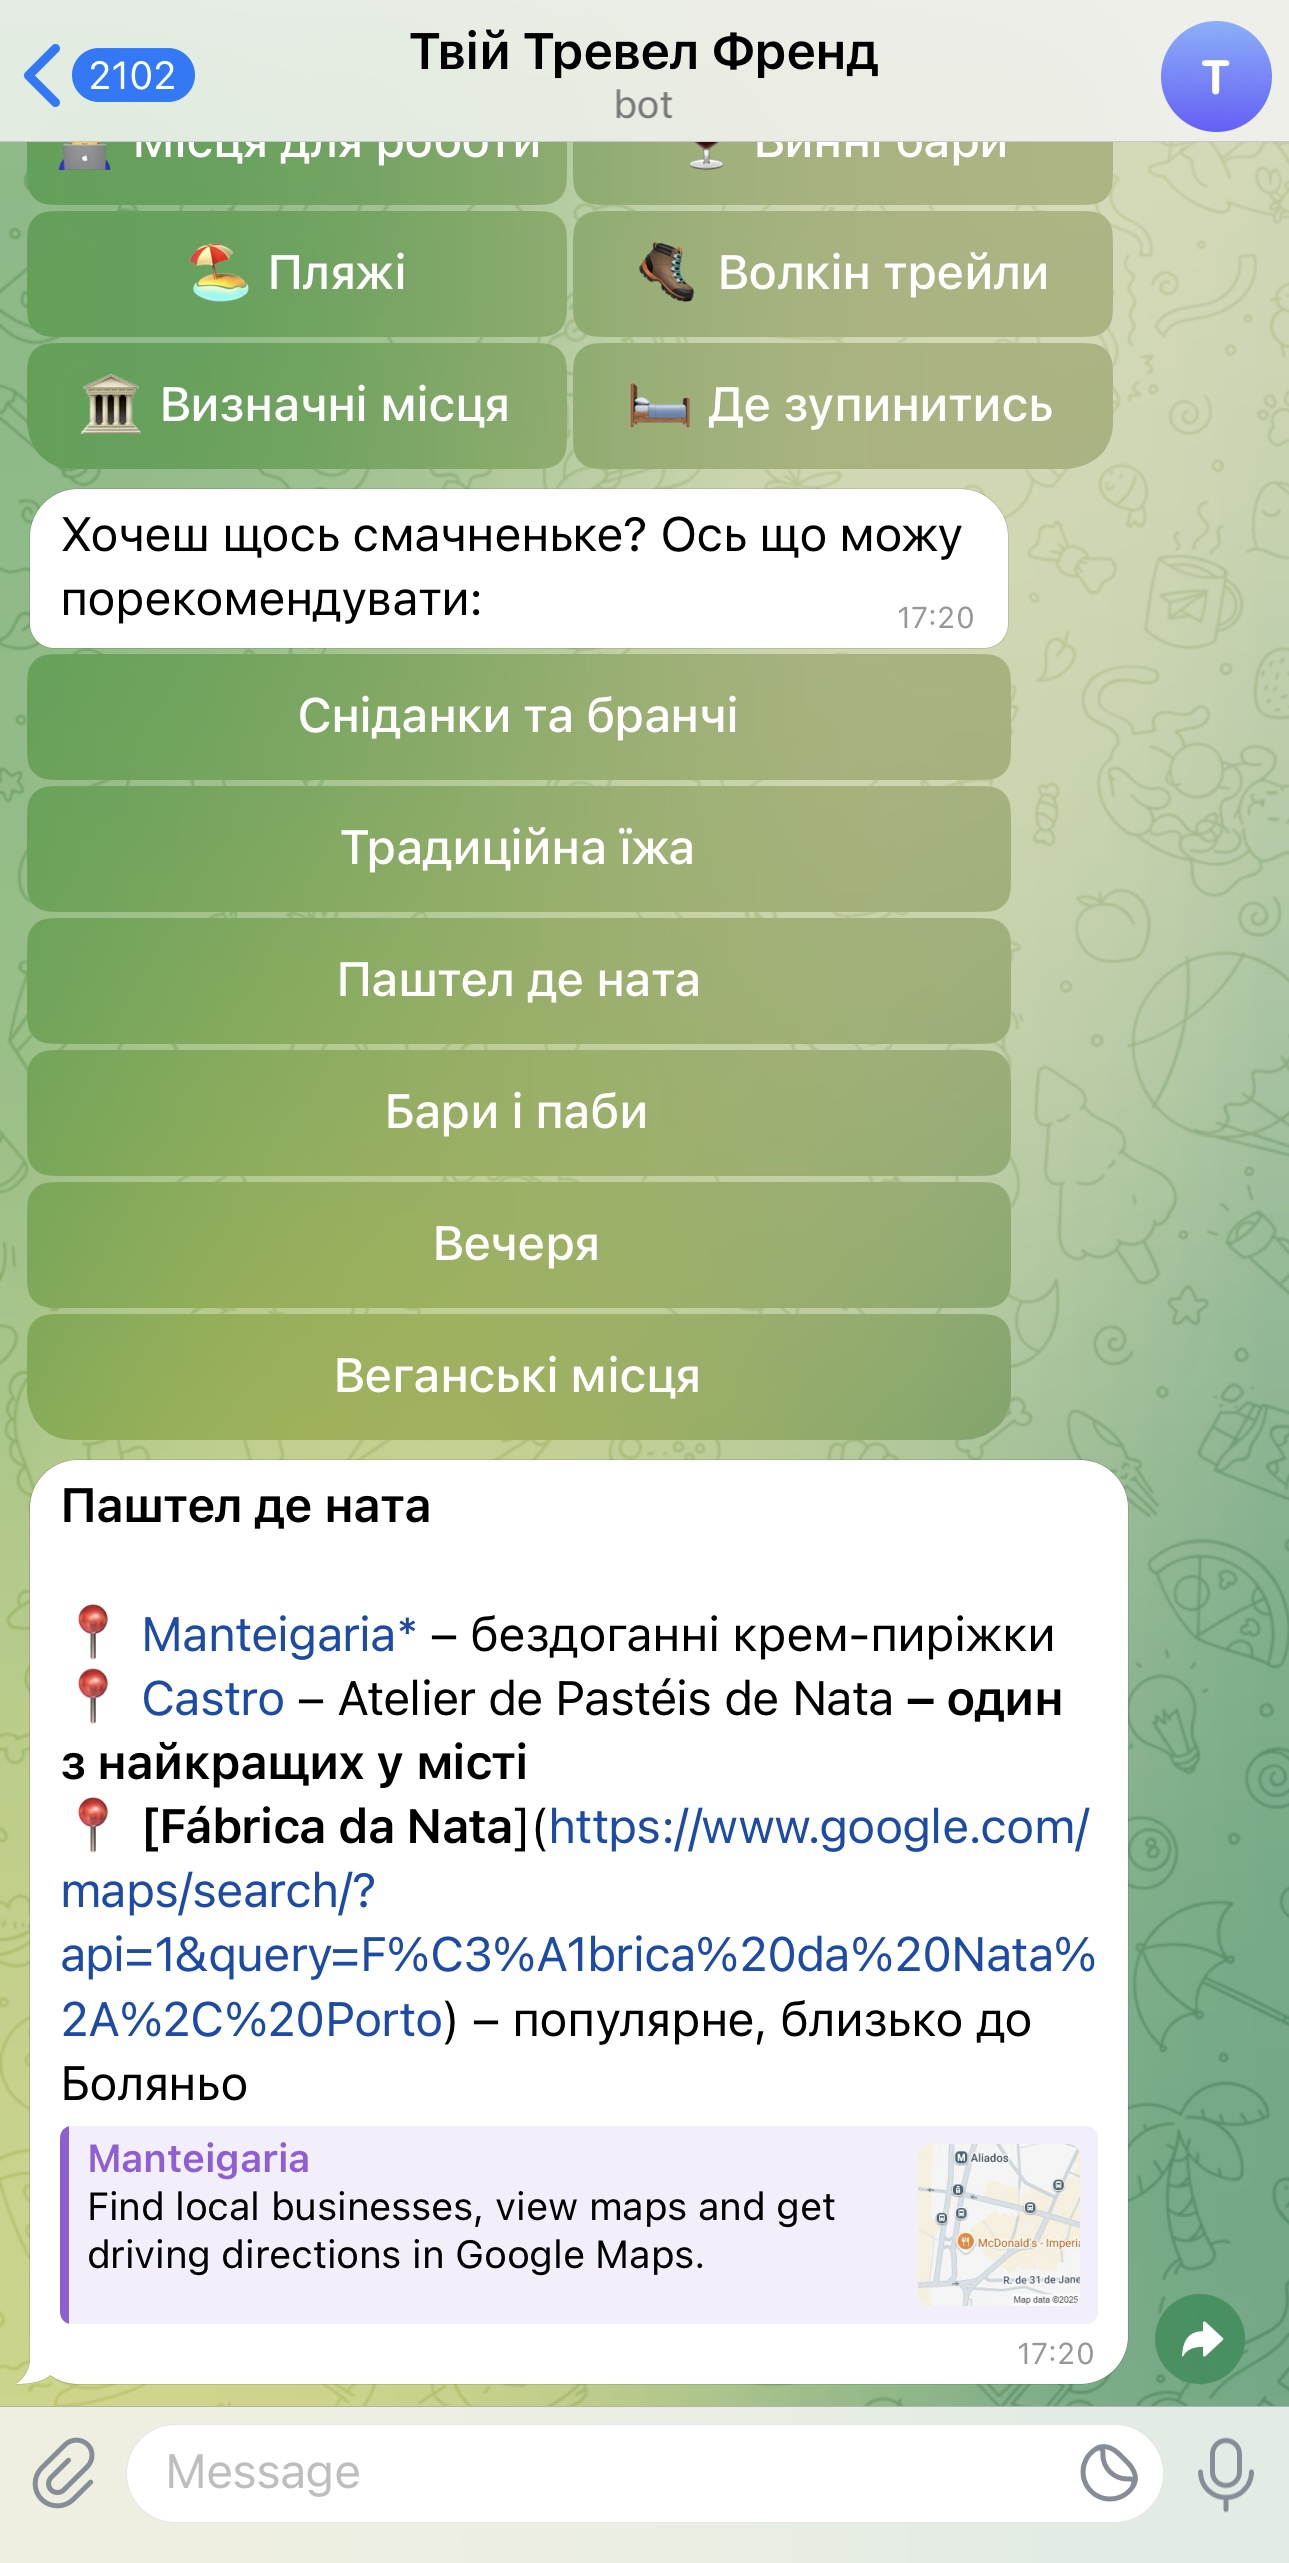 2102
Твій Тревел Френд
bot
T
Місця для роботи
Винні бари
Пляжі
Волкін трейли
Визначні місця
Де зупинитись
Хочеш щось смачненьке? Ось що можу
порекомендувати:
17:20
Сніданки та бранчі
Традиційна їжа
Паштел де ната
Бари і паби
Вечеря
Веганські місця
Паштел де ната
Manteigaria* – бездоганні крем-пиріжки
Castro – Atelier de Pastéis de Nata – один
з найкращих у місті
[Fábrica da Nata](https://www.google.com/
maps/search/?
api=1&query=F%C3%A1brica%20da%20Nata%
2A%2C%20Porto) – популярне, близько до
Боляньо
Manteigaria
Find local businesses, view maps and get
driving directions in Google Maps.
Aliados
McDonald's - Imperia
R. de 31 de Jane
Map data ©2025
17:20
Message